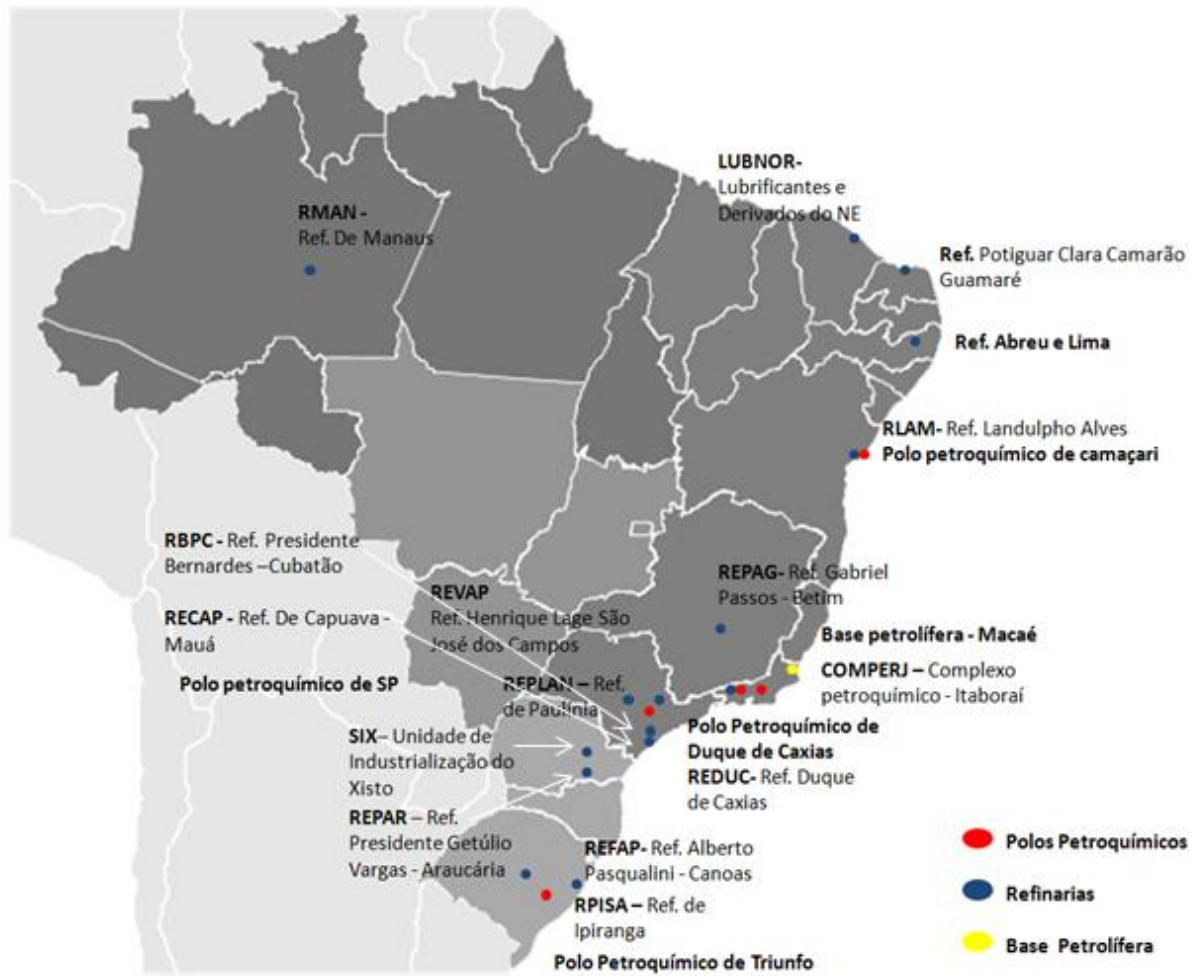 LUBNOR-
Lubrificantes e
Derivados do NE
RMAN -
Ref. De Manaus
Ref. Potiguar Clara Camarão
Guamaré
Ref. Abreu e Lima
RLAM- Ref. Landulpho Alves
Polo petroquímico de camaçari
RBPC - Ref. Presidente
Bernardes –Cubatão
REVAP
Ref. Henrique Lage São
José dos Campos
REPAG- Ref. Gabriel
Passos - Betim
RECAP - Ref. De Capuava -
Mauá
Base petrolífera - Macaé
COMPERJ – Complexo
petroquímico - Itaboraí
Polo petroquímico de SP
REPLAN – Ref.
de Paulínia
Polo Petroquímico de
Duque de Caxias
REDUC- Ref. Duque
de Caxias
SIX– Unidade de
Industrialização do
Xisto
REPAR – Ref.
Presidente Getúlio
Vargas - Araucária
REFAP- Ref. Alberto
Pasqualini - Canoas
RPISA – Ref. de
Ipiranga
Polo Petroquímico de Triunfo
Polos Petroquímicos
Refinarias
Base Petrolífera